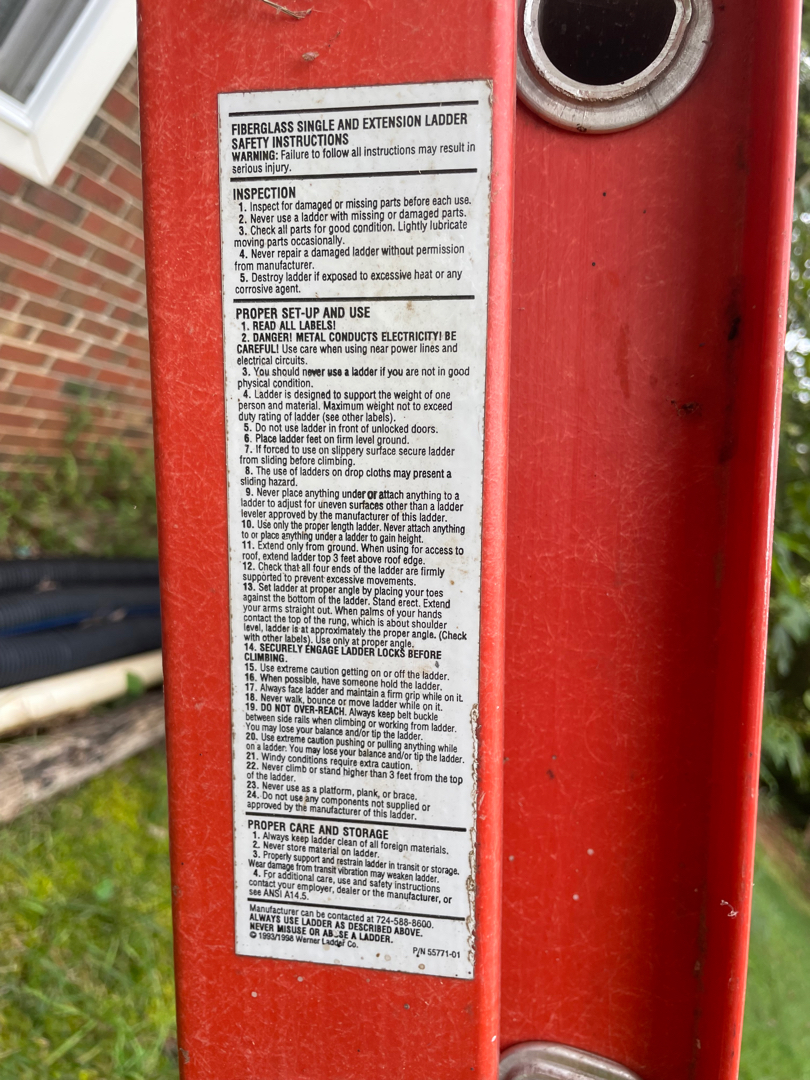 FIBERGLASS SINGLE AND EXTENSION LADDER
SAFETY INSTRUCTIONS
WARNING: Failure to follow all instructions may result in
serious injury.
INSPECTION
1. Inspect for damaged or missing parts before each use.
2. Never use a ladder with missing or damaged parts.
3. Check all parts for good condition. Lightly lubricate
moving parts occasionally.
4. Never repair a damaged ladder without permission
from manufacturer.
5. Destroy ladder if exposed to excessive heat or any
corrosive agent.
PROPER SET-UP AND USE
1. READ ALL LABELS!
2. DANGER! METAL CONDUCTS ELECTRICITY! BE
CAREFUL! Use care when using near power lines and
electrical circuits.
3. You should never use a ladder if you are not in good
physical condition.
4. Ladder is designed to support the weight of one
person and material. Maximum weight not to exceed
duty rating of ladder (see other labels).
5. Do not use ladder in front of unlocked doors.
6. Place ladder feet on firm level ground.
7. If forced to use on slippery surface secure ladder
from sliding before climbing.
8. The use of ladders on drop cloths may present a
sliding hazard.
9. Never place anything under or attach anything to a
ladder to adjust for uneven surfaces other than a ladder
leveler approved by the manufacturer of this ladder.
10. Use only the proper length ladder. Never attach anything
to or place anything under a ladder to gain height.
11. Extend only from ground. When using for access to
roof, extend ladder top 3 feet above roof edge.
12. Check that all four ends of the ladder are firmly
supported to prevent excessive movements.
13. Set ladder at proper angle by placing your toes
against the bottom of the ladder. Stand erect. Extend
your arms straight out. When palms of your hands
contact the top of the rung, which is about shoulder
level, ladder is at approximately the proper angle. (Check
with other labels). Use only at proper angle.
14. SECURELY ENGAGE LADDER LOCKS BEFORE
CLIMBING.
15. Use extreme caution getting on or off the ladder.
16. When possible, have someone hold the ladder.
17. Always face ladder and maintain a firm grip while on it.
18. Never walk, bounce or move ladder while on it.
19. DO NOT OVER-REACH. Always keep belt buckle
between side rails when climbing or working from ladder.
You may lose your balance and/or tip the ladder.
20. Use extreme caution pushing or pulling anything while
on a ladder. You may lose your balance and/or tip the ladder.
21. Windy conditions require extra caution.
22. Never climb or stand higher than 3 feet from the top
of the ladder.
23. Never use as a platform, plank, or brace.
24. Do not use any components not supplied or
approved by the manufacturer of this ladder.
PROPER CARE AND STORAGE
1. Always keep ladder clean of all foreign materials.
2. Never store material on ladder.
3. Properly support and restrain ladder in transit or storage.
Wear damage from transit vibration may weaken ladder.
4. For additional care, use and safety instructions
contact your employer, dealer or the manufacturer, or
see ANSI A14.5.
Manufacturer can be contacted at 724-588-8600.
ALWAYS USE LADDER AS DESCRIBED ABOVE.
NEVER MISUSE OR ABUSE A LADDER.
© 1993/1998 Werner Ladder Co.
P/N 55771-01